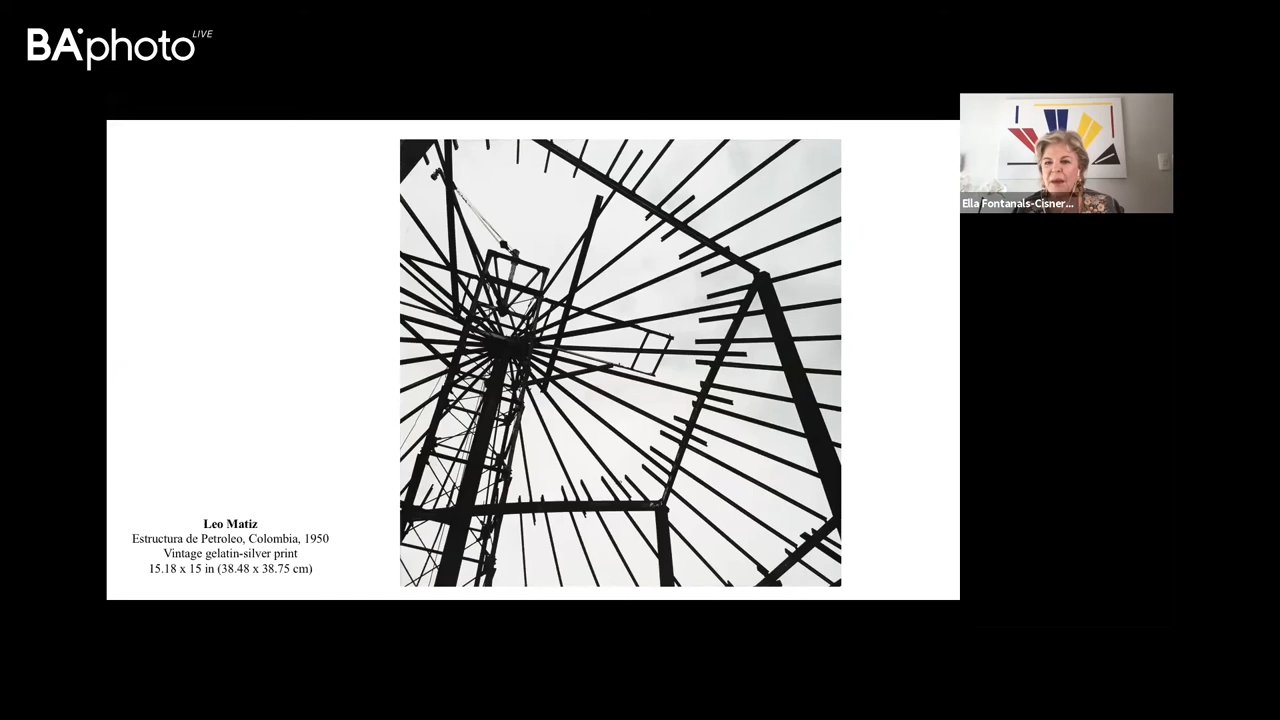 BAphoto LIVE
Ella Fontanals-Cisner...
Leo Matiz
Estructura de Petroleo, Colombia, 1950
Vintage gelatin-silver print
15.18 x 15 in (38.48 x 38.75 cm)